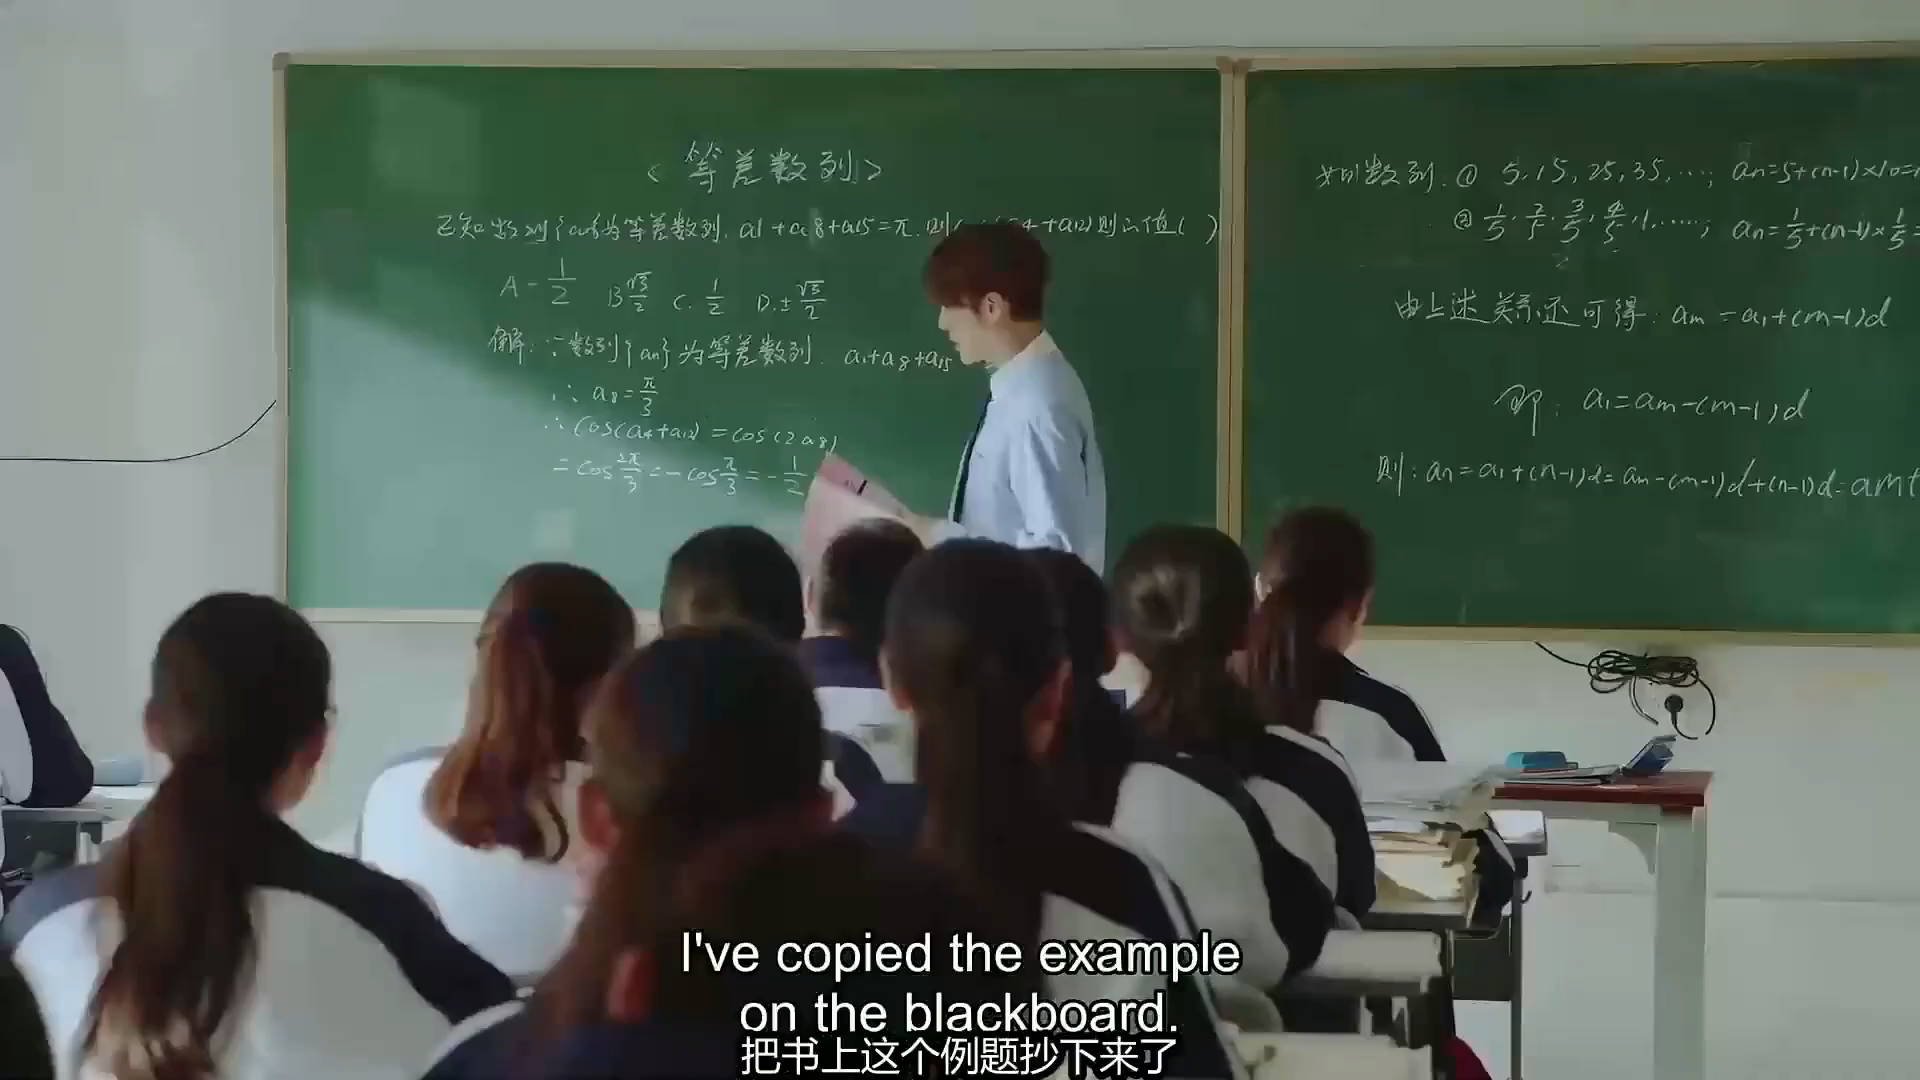 <等差数列>
已知数列{an}为等差数列. a1+a8+a15=π.则 +a12)则的值( )
A-1/2 B√3/2 C.1/2 D.±√3/2
解:∵数列{an}为等差数列. a1+a8+a15
∴a8=π/3
∴cos(a4+a12)=cos(2a8)
=cos2π/3=-cosπ/3=-1/2
如数列:① 5,15,25,35,…; an=5+(n-1)×10=
② 1/5,2/5,3/5,4/5,1,……; an=1/5+(n-1)×1/5=
由上述关系还可得:am=a1+(m-1)d
即:a1=am-(m-1)d
则:an=a1+(n-1)d=am-(m-1)d+(n-1)d=am+
I've copied the example
on the blackboard.
把书上这个例题抄下来了